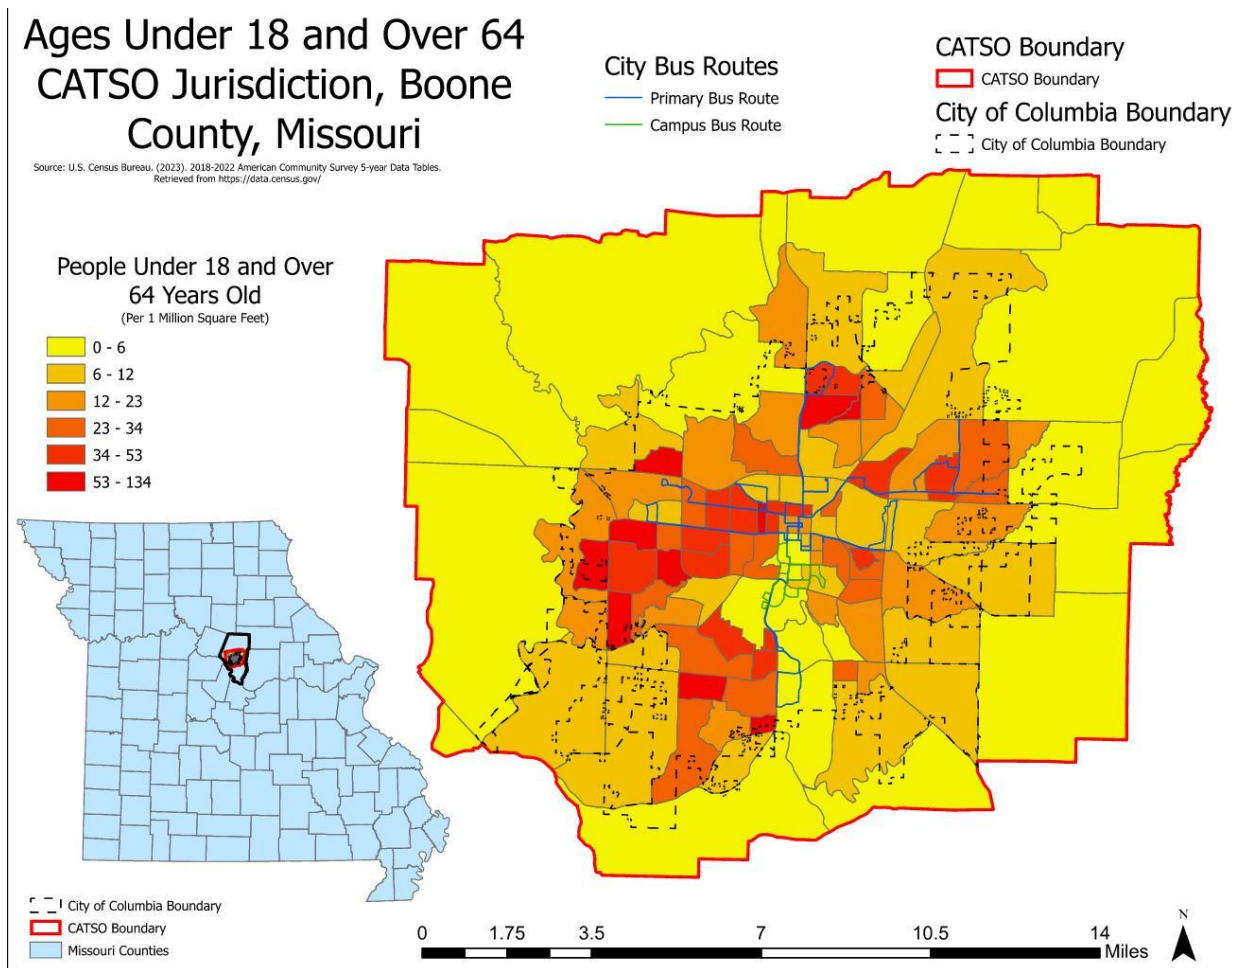 Ages Under 18 and Over 64
CATSO Jurisdiction, Boone
County, Missouri
Source: U.S. Census Bureau. (2023). 2018-2022 American Community Survey 5-year Data Tables.
Retrieved from https://data.census.gov/
City Bus Routes
Primary Bus Route
Campus Bus Route
CATSO Boundary
CATSO Boundary
City of Columbia Boundary
City of Columbia Boundary
People Under 18 and Over
64 Years Old
(Per 1 Million Square Feet)
0 - 6
6 - 12
12 - 23
23 - 34
34 - 53
53 - 134
City of Columbia Boundary
CATSO Boundary
Missouri Counties
0 1.75 3.5 7 10.5 14
Miles
N